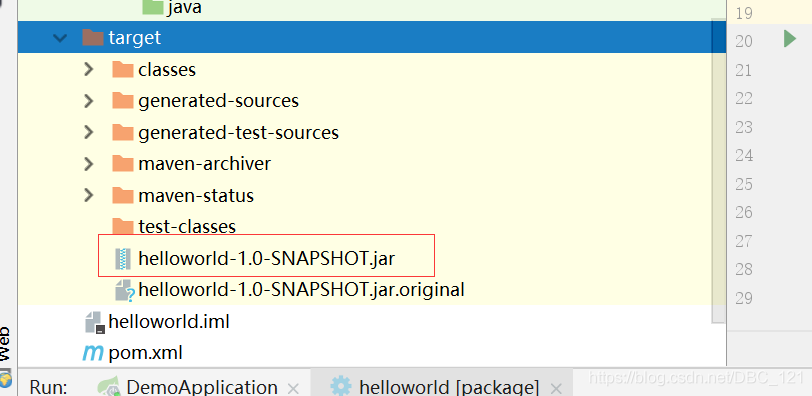 java
target
classes
generated-sources
generated-test-sources
maven-archiver
maven-status
test-classes
helloworld-1.0-SNAPSHOT.jar
helloworld-1.0-SNAPSHOT.jar.original
helloworld.iml
pom.xml
19
20
21
22
23
24
25
26
27
28
29
Web
Run: DemoApplication × helloworld [package] ×
https://blog.csdn.net/DBC_121